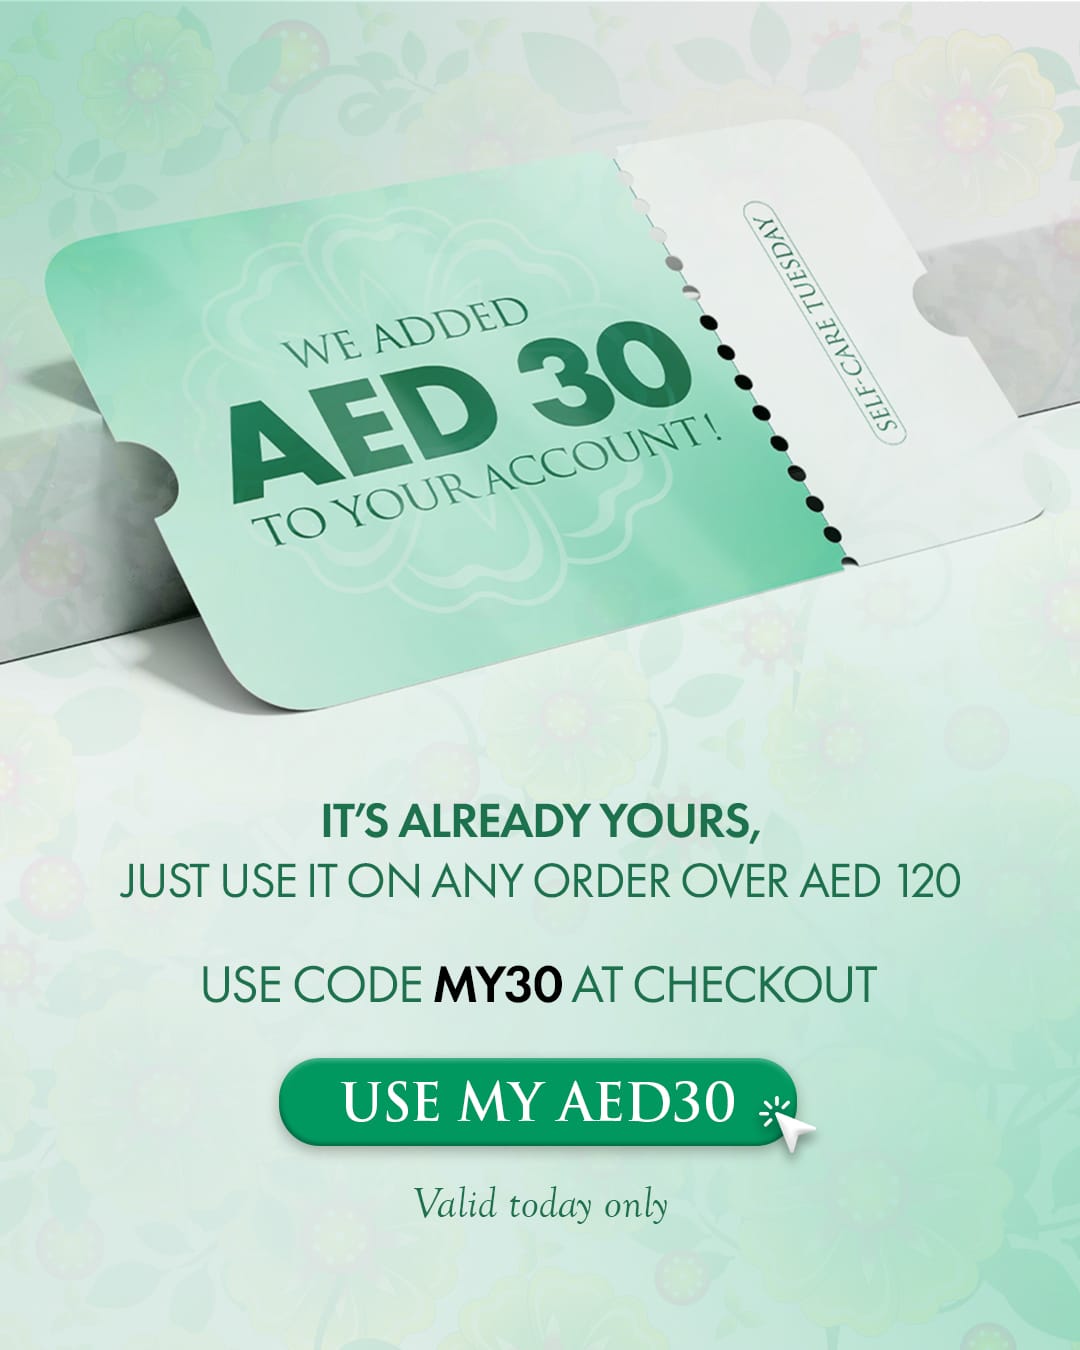 WE ADDED
AED 30
TO YOUR ACCOUNT!
SELF-CARE TUESDAY
IT'S ALREADY YOURS,
JUST USE IT ON ANY ORDER OVER AED 120
USE CODE MY30 AT CHECKOUT
USE MY AED30
Valid today only